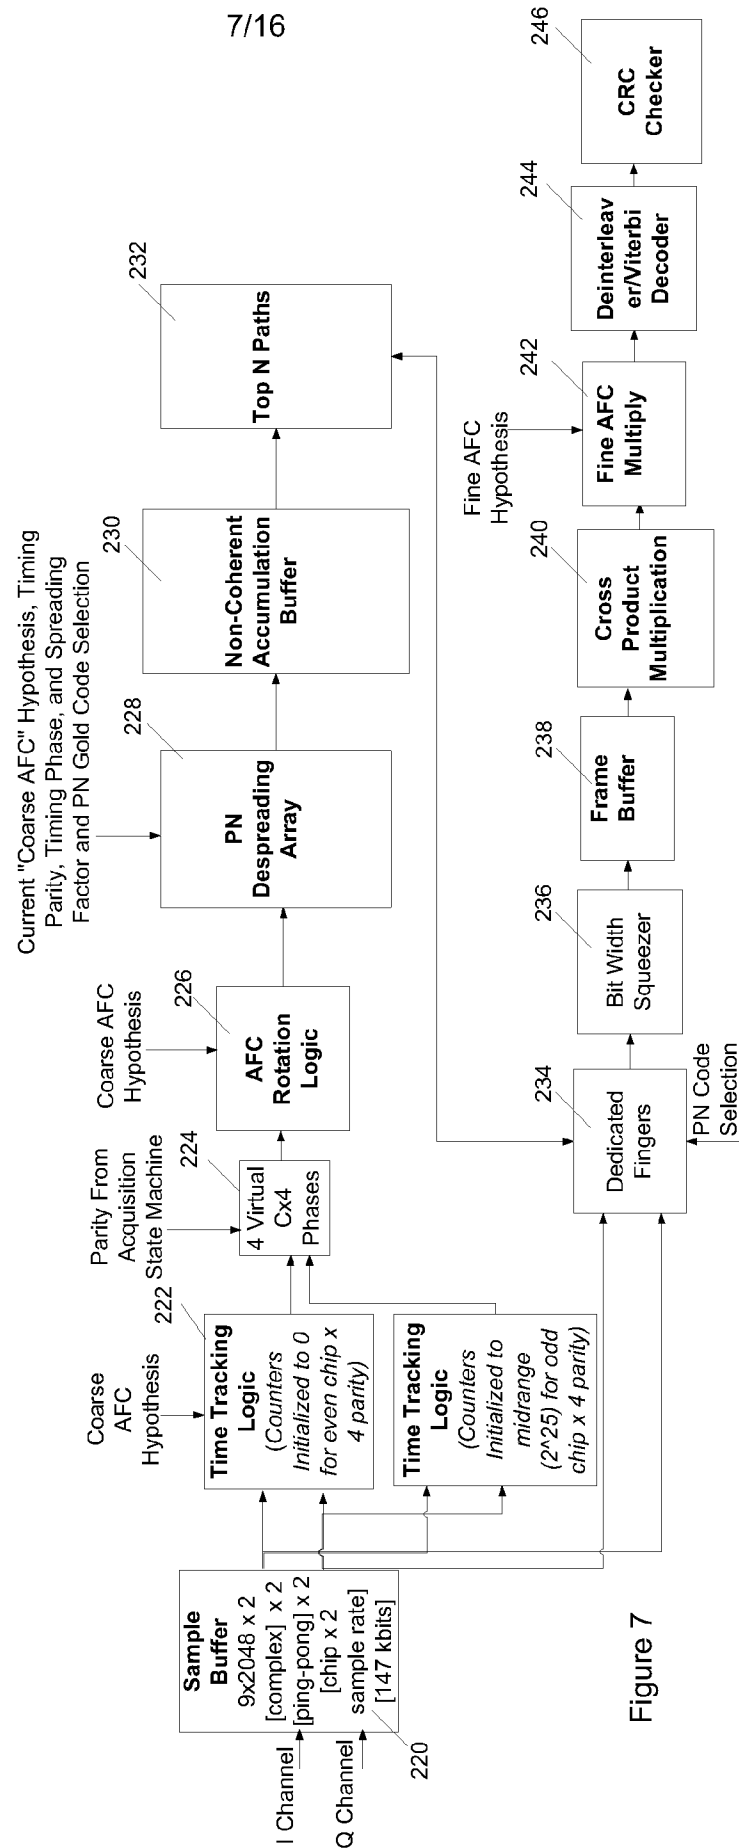 7/16
I Channel
Q Channel
220
Sample
Buffer
9x2048 x 2
[complex] x 2
[ping-pong] x 2
[chip x 2
sample rate]
[147 kbits]
Coarse
AFC
Hypothesis
222
Time Tracking
Logic
(Counters
Initialized to 0
for even chip x
4 parity)
Time Tracking
Logic
(Counters
Initialized to
midrange
(2^25) for odd
chip x 4 parity)
Parity From
Acquisition
State Machine
224
4 Virtual
Cx4
Phases
Coarse AFC
Hypothesis
226
AFC
Rotation
Logic
Current "Coarse AFC" Hypothesis, Timing
Parity, Timing Phase, and Spreading
Factor and PN Gold Code Selection
228
PN
Despreading
Array
230
Non-Coherent
Accumulation
Buffer
232
Top N Paths
234
Dedicated
Fingers
PN Code
Selection
236
Bit Width
Squeezer
238
Frame
Buffer
240
Cross
Product
Multiplication
Fine AFC
Hypothesis
242
Fine AFC
Multiply
244
Deinterleav
er/Viterbi
Decoder
246
CRC
Checker
Figure 7